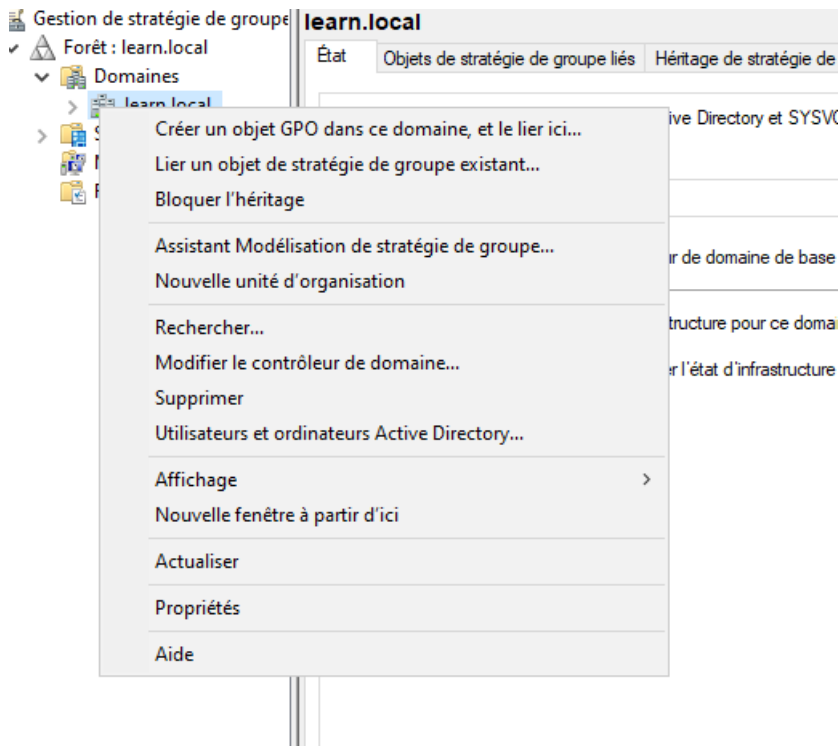 Gestion de stratégie de groupe
Forêt : learn.local
Domaines
learn.local
learn.local
État
Objets de stratégie de groupe liés
Héritage de stratégie de
ive Directory et SYSVO
r de domaine de base
tructure pour ce domai
er l'état d'infrastructure
Créer un objet GPO dans ce domaine, et le lier ici...
Lier un objet de stratégie de groupe existant...
Bloquer l'héritage
Assistant Modélisation de stratégie de groupe...
Nouvelle unité d'organisation
Rechercher...
Modifier le contrôleur de domaine...
Supprimer
Utilisateurs et ordinateurs Active Directory...
Affichage
Nouvelle fenêtre à partir d'ici
Actualiser
Propriétés
Aide